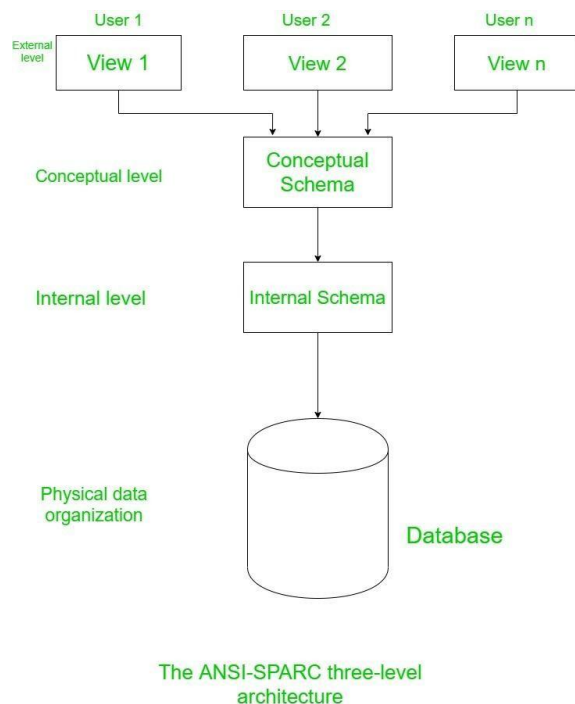 User 1
User 2
User n
External
level
View 1
View 2
View n
Conceptual level
Conceptual
Schema
Internal level
Internal Schema
Physical data
organization
Database
The ANSI-SPARC three-level
architecture